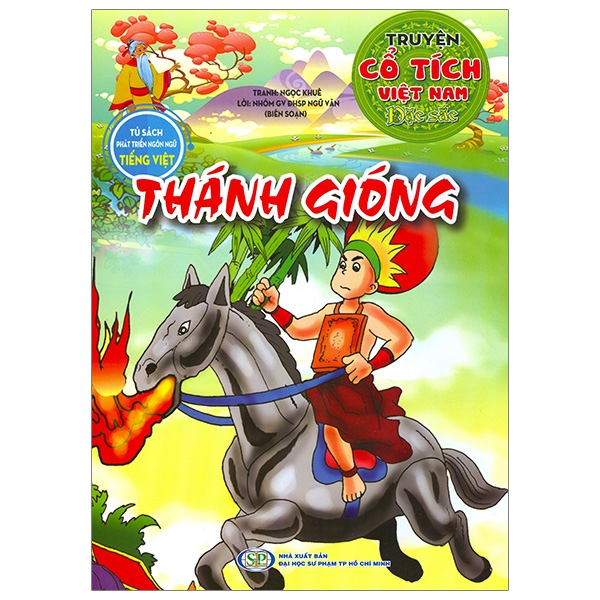 TRUYỆN
CỔ TÍCH
VIỆT NAM
Đặc sắc
TRANH: NGỌC KHUÊ
LỜI: NHÓM GV ĐHSP NGỮ VĂN
(BIÊN SOẠN)
TỦ SÁCH
PHÁT TRIỂN NGÔN NGỮ
TIẾNG VIỆT
THÁNH GIÓNG
SP
NHÀ XUẤT BẢN
ĐẠI HỌC SƯ PHẠM TP HỒ CHÍ MINH